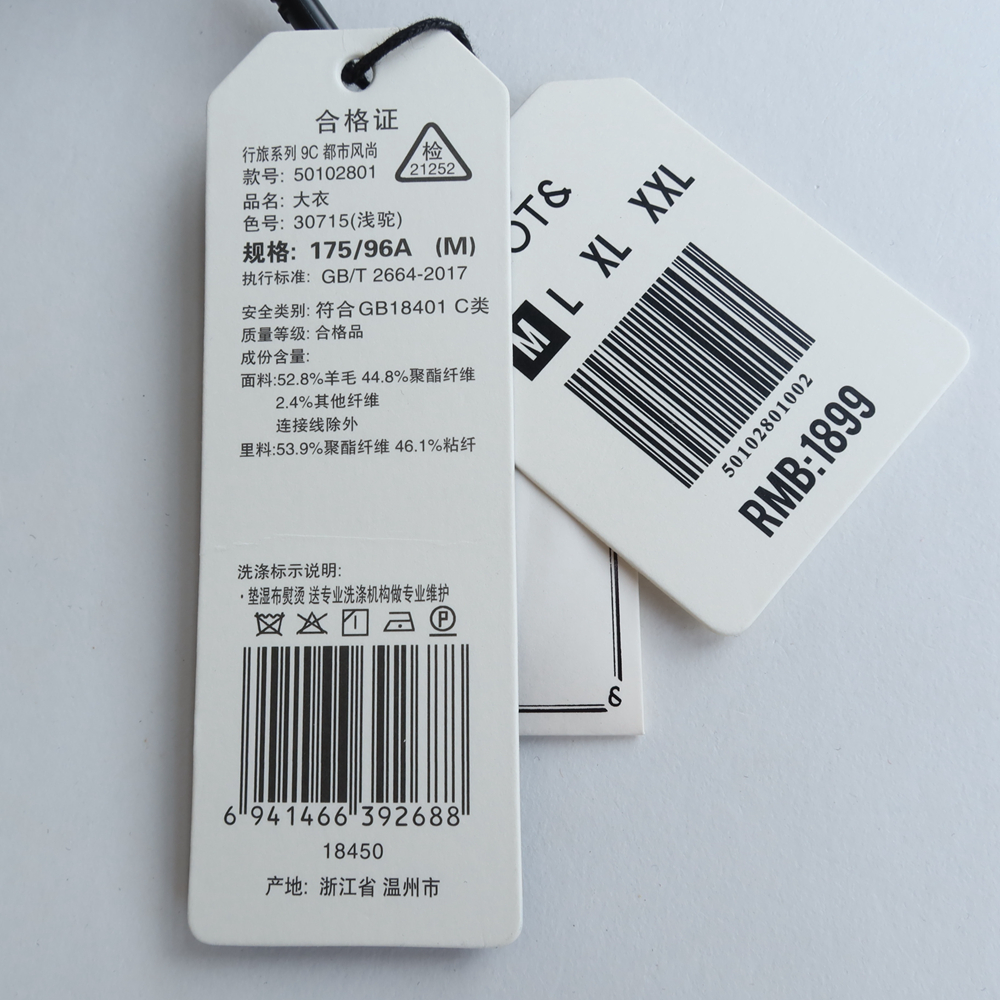 合格证
行旅系列 9C 都市风尚
检
21252
款号: 50102801
品名: 大衣
色号: 30715(浅驼)
规格: 175/96A (M)
执行标准: GB/T 2664-2017
安全类别: 符合GB18401 C类
质量等级: 合格品
成份含量:
面料:52.8%羊毛 44.8%聚酯纤维
2.4%其他纤维
连接线除外
里料:53.9%聚酯纤维 46.1%粘纤
洗涤标示说明:
·垫湿布熨烫 送专业洗涤机构做专业维护
P
6 941466 392688
18450
产地: 浙江省 温州市
OT&
M L XL XXL
50102801002
RMB:1899
&